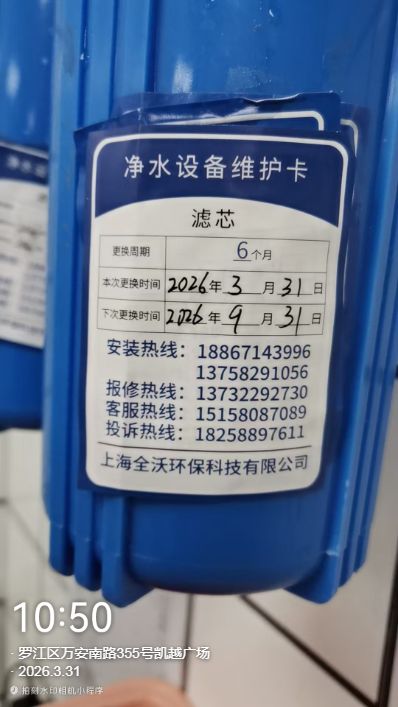 净水设备维护卡
滤芯
更换周期 6个月
本次更换时间 2026年 3 月 31 日
下次更换时间 2026年 9 月 31 日
安装热线：18867143996
13758291056
报修热线：13732292730
客服热线：15158087089
投诉热线：18258897611
上海全沃环保科技有限公司
10:50
· 罗江区万安南路355号凯越广场
· 2026.3.31
拍刻水印相机小程序